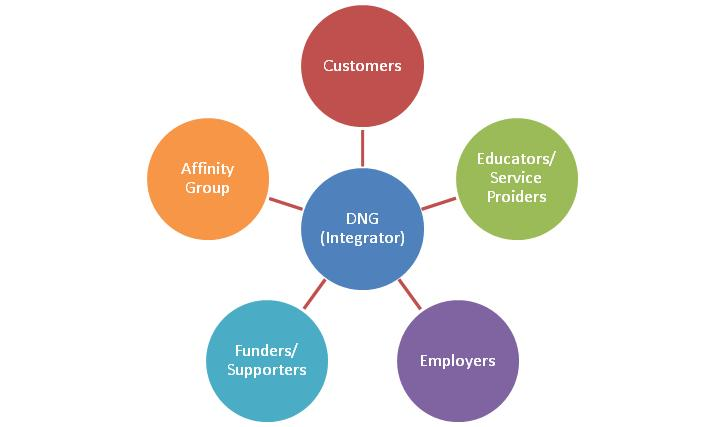 Customers
Affinity
Group
Educators/
Service
Proiders
DNG
(Integrator)
Funders/
Supporters
Employers